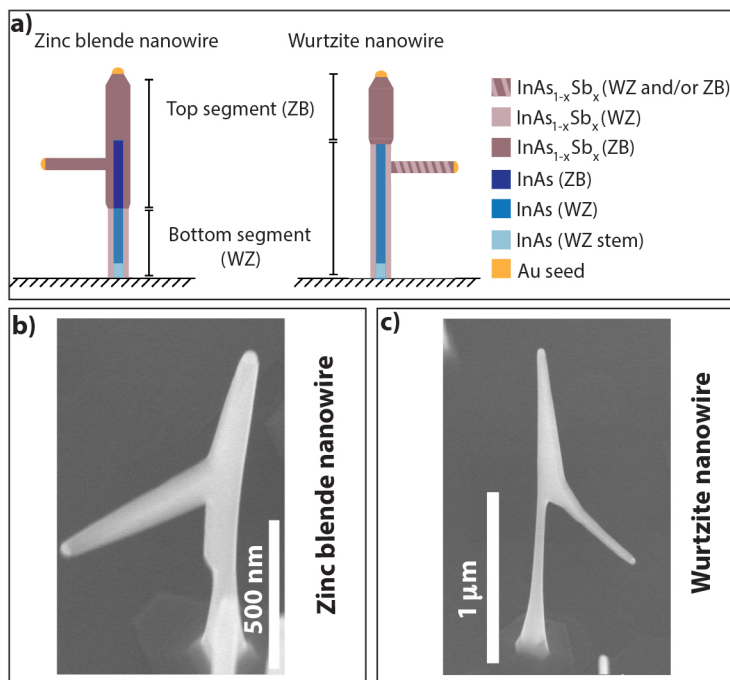 a)
Zinc blende nanowire
Wurtzite nanowire
Top segment (ZB)
Bottom segment
(WZ)
InAs₁₋ₓSbₓ (WZ and/or ZB)
InAs₁₋ₓSbₓ (WZ)
InAs₁₋ₓSbₓ (ZB)
InAs (ZB)
InAs (WZ)
InAs (WZ stem)
Au seed
b)
500 nm
Zinc blende nanowire
c)
1 μm
Wurtzite nanowire